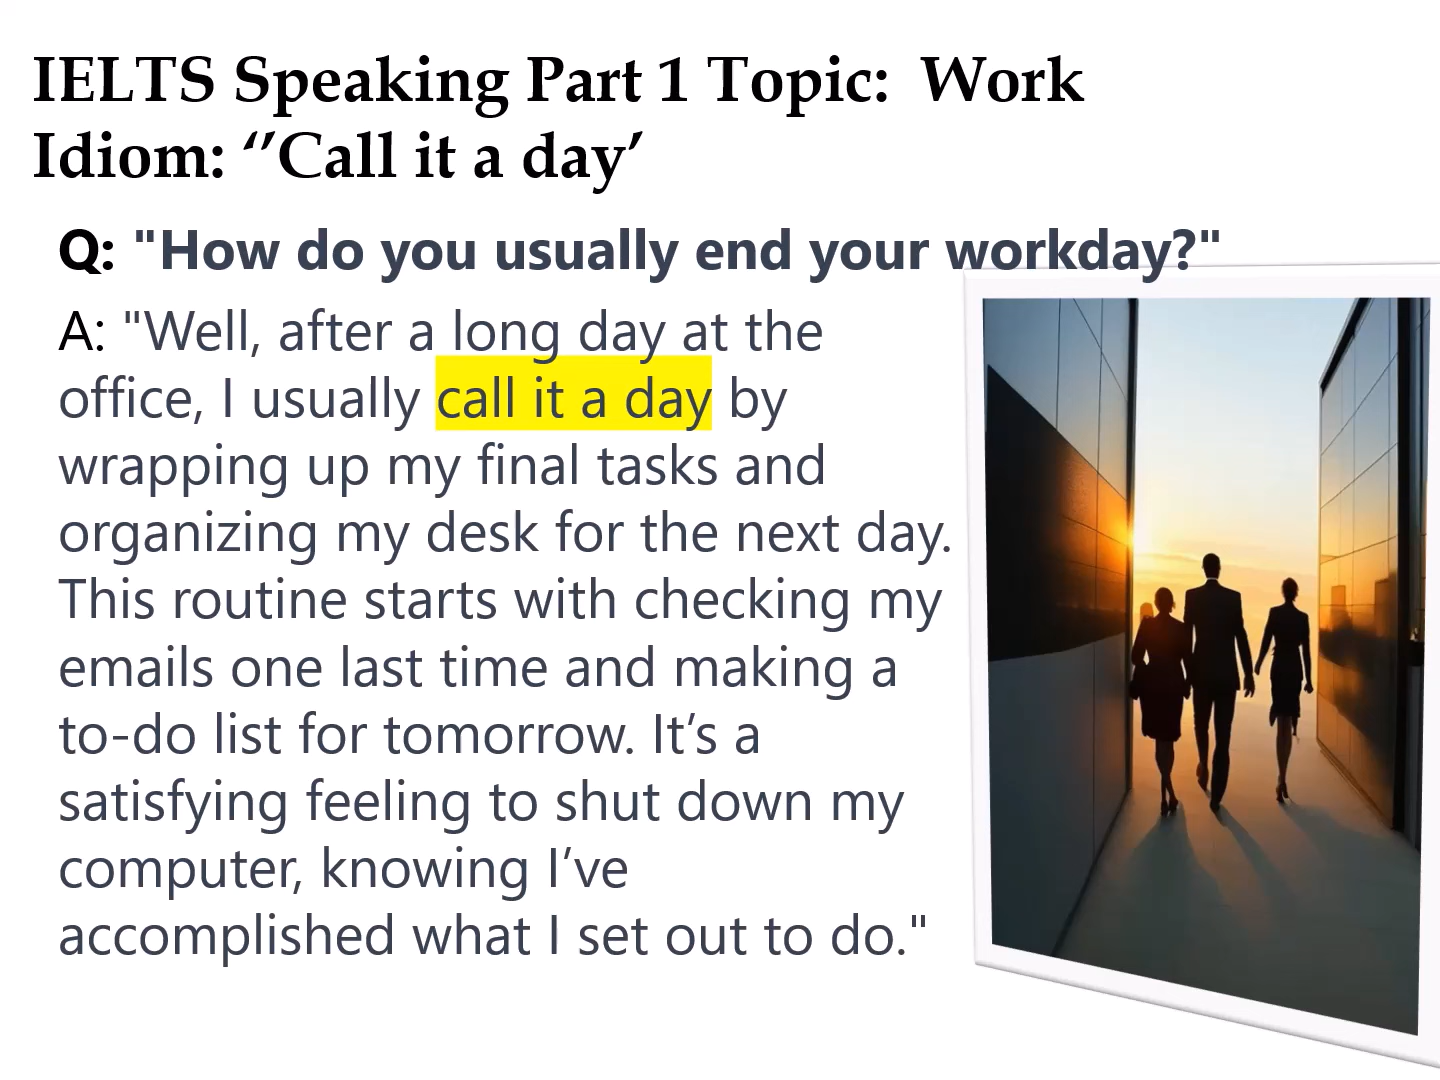 IELTS Speaking Part 1 Topic:  Work
Idiom: ‘’Call it a day’
Q: "How do you usually end your workday?"
A: "Well, after a long day at the
office, I usually call it a day by
wrapping up my final tasks and
organizing my desk for the next day.
This routine starts with checking my
emails one last time and making a
to-do list for tomorrow. It’s a
satisfying feeling to shut down my
computer, knowing I’ve
accomplished what I set out to do."